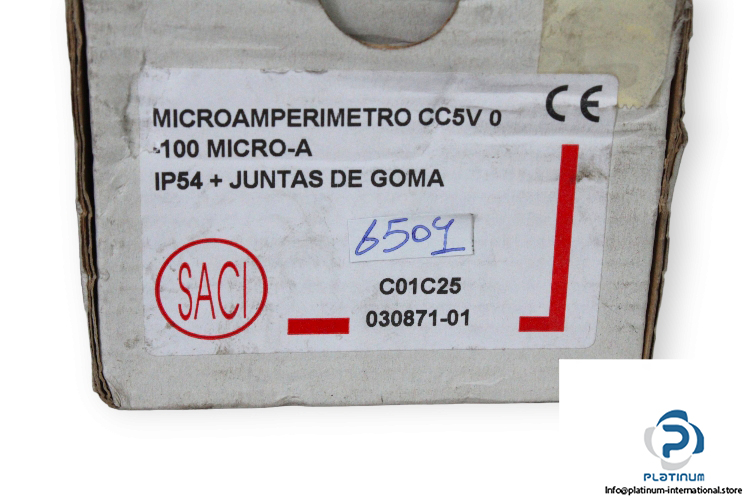 MICROAMPERIMETRO CC5V 0
-100 MICRO-A
IP54 + JUNTAS DE GOMA
CE
6504
SACI
C01C25
030871-01
PLATINUM
Info@platinum-international.store